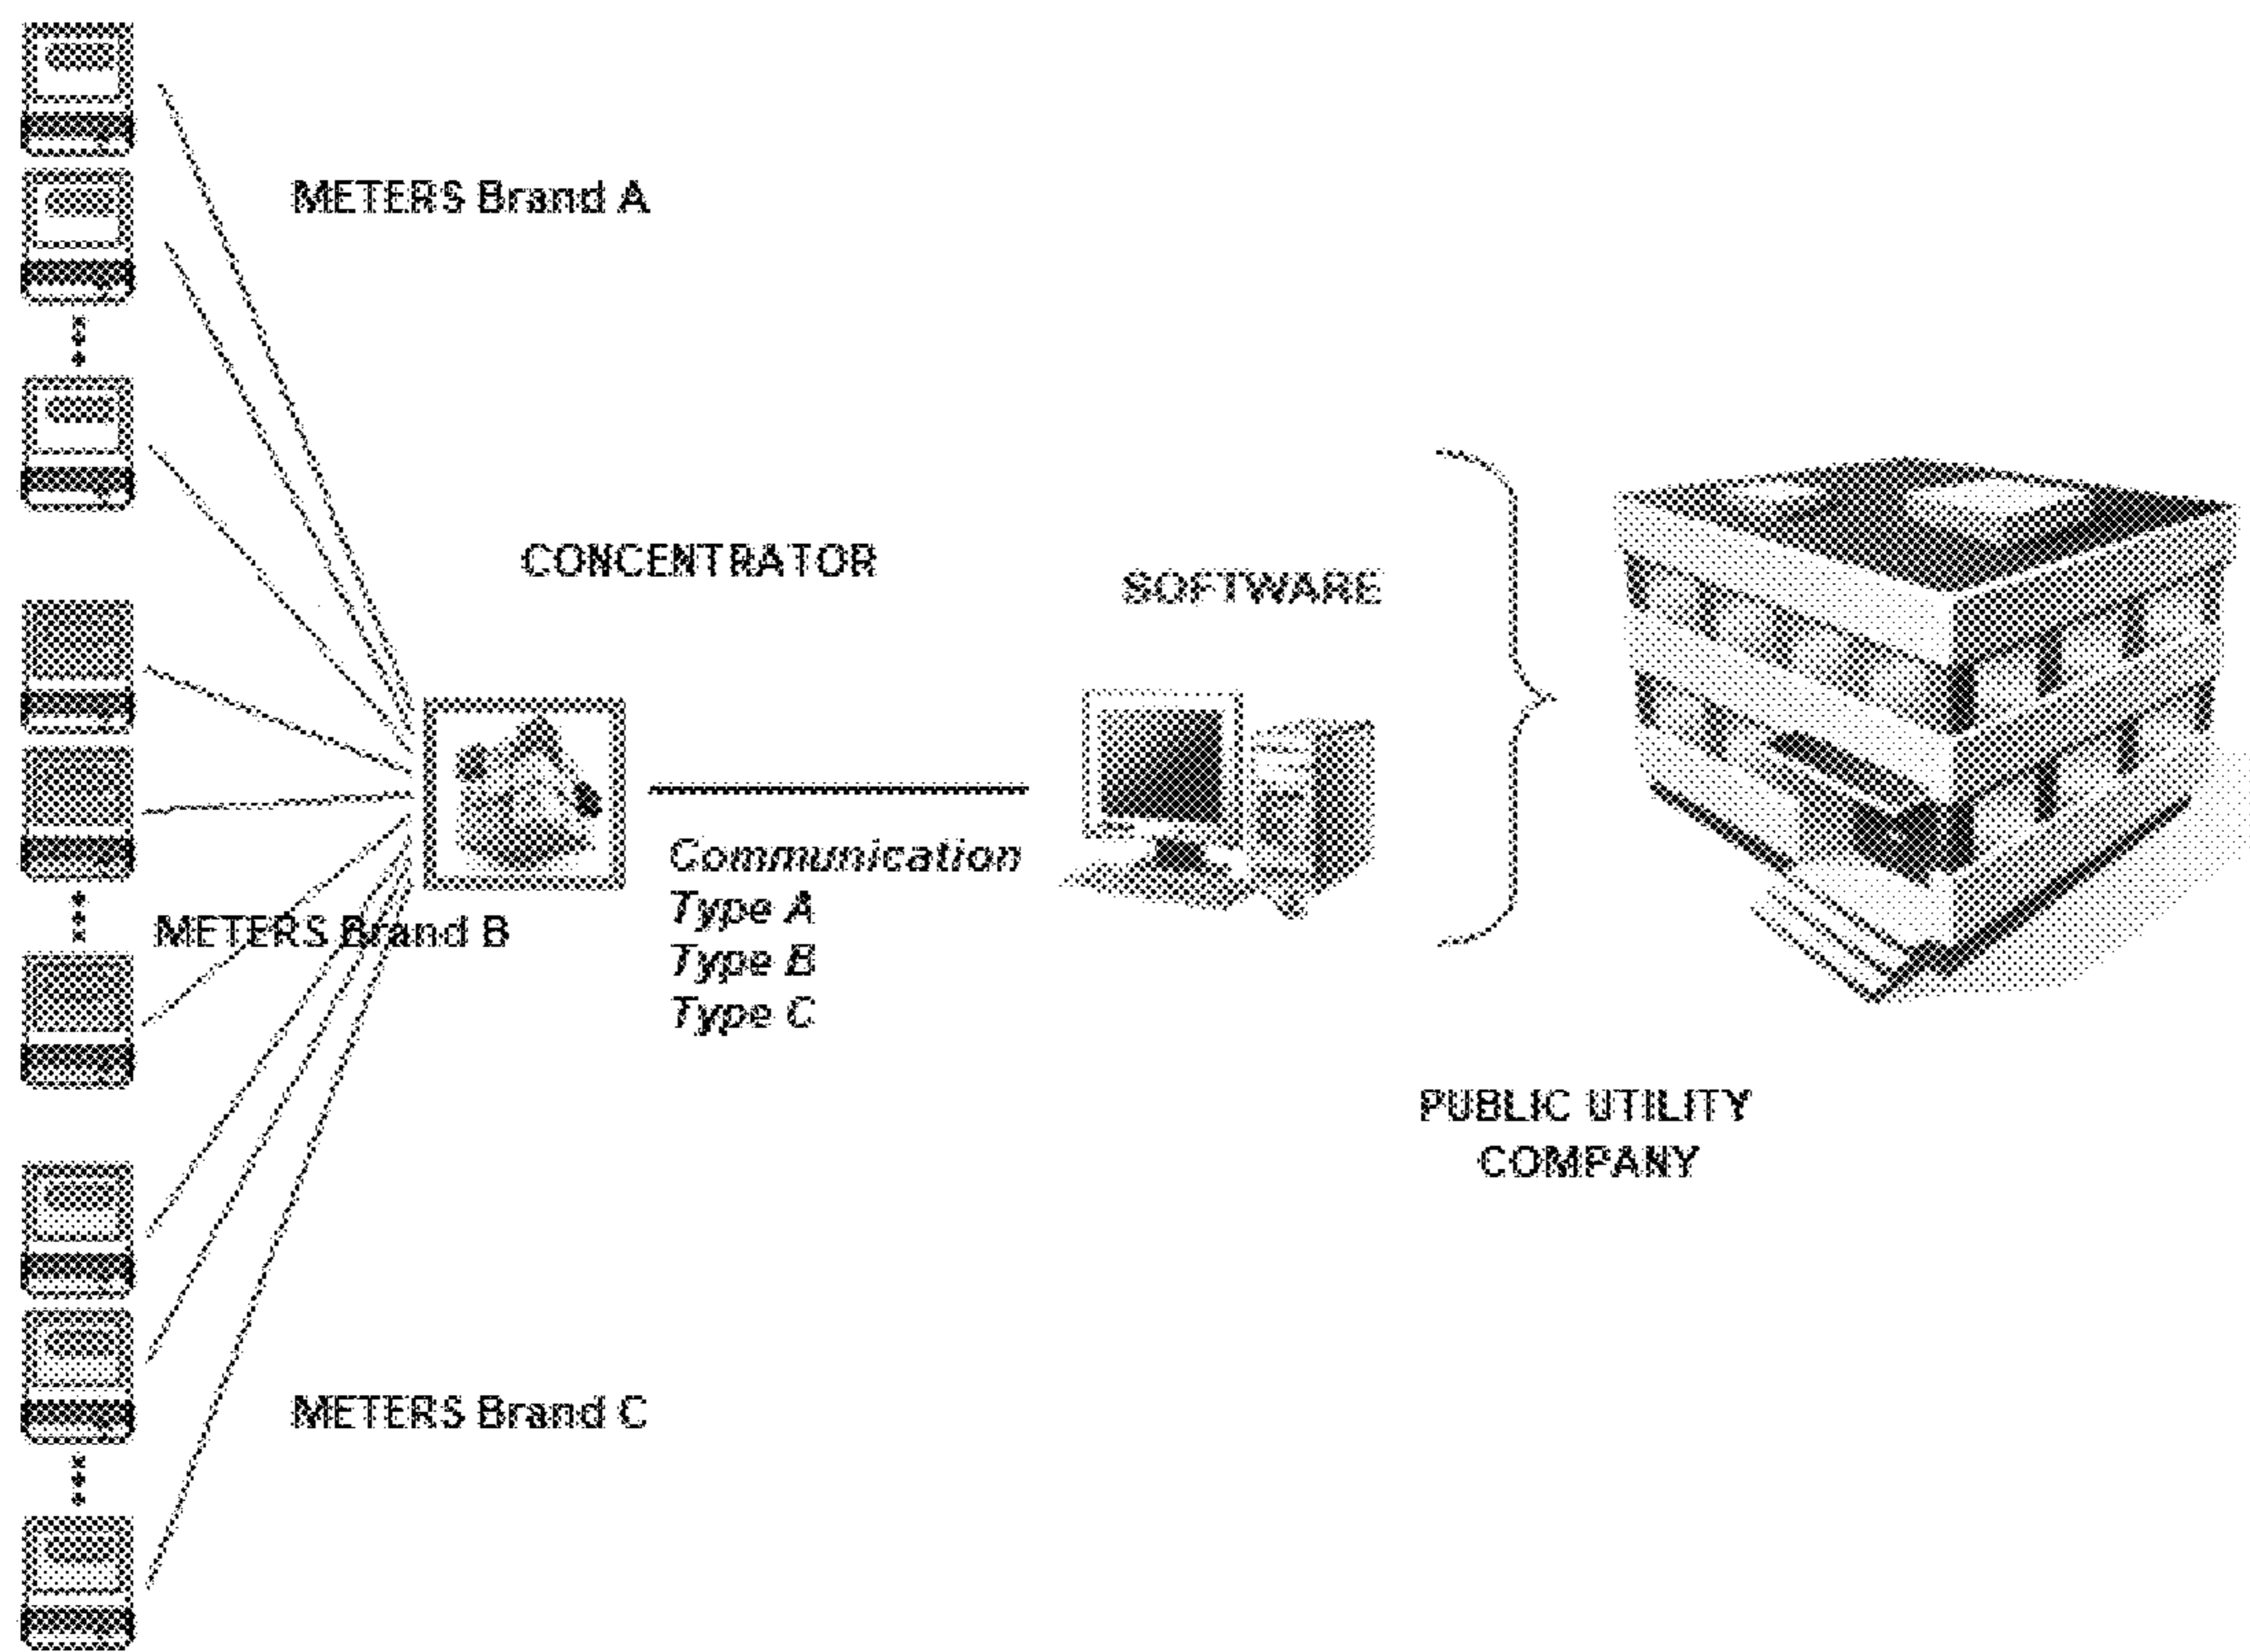 METERS Brand A
CONCENTRATOR
SOFTWARE
Communication
Type A
Type B
Type C
METERS Brand B
PUBLIC UTILITY
COMPANY
METERS Brand C